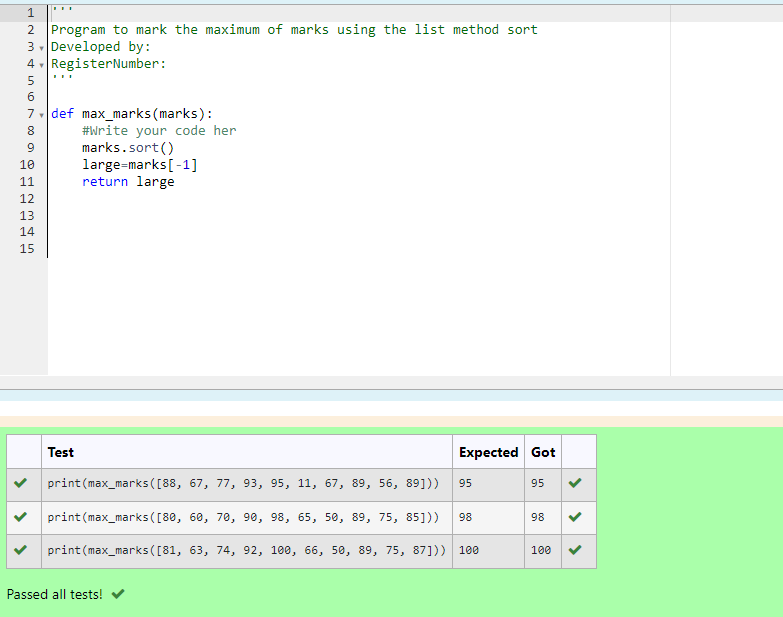 1 '''
2 Program to mark the maximum of marks using the list method sort
3 Developed by:
4 RegisterNumber:
5 '''
6
7 def max_marks(marks):
8 #Write your code her
9 marks.sort()
10 large=marks[-1]
11 return large
12
13
14
15
Test Expected Got
print(max_marks([88, 67, 77, 93, 95, 11, 67, 89, 56, 89])) 95 95
print(max_marks([80, 60, 70, 90, 98, 65, 50, 89, 75, 85])) 98 98
print(max_marks([81, 63, 74, 92, 100, 66, 50, 89, 75, 87])) 100 100
Passed all tests!